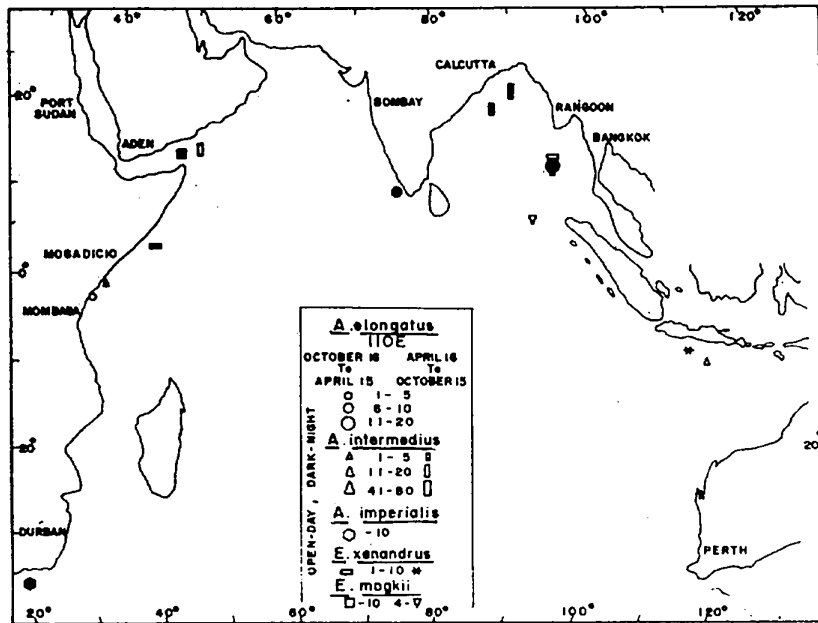 40° 60° 80° 100° 120°
CALCUTTA
20°
PORT SUDAN
BOMBAY
RANGOON
ADEN
BANGKOK
MOGADICIO
0°
MOMBASA
A. elongatus
110E
OCTOBER 16 APRIL 16
To To
APRIL 15 OCTOBER 15
1 - 5
6 - 10
11 - 20
A. intermedius
1 - 5
11 - 20
41 - 80
A. imperialis
- 10
E. xenandrus
1 - 10
E. magkii
-10 4-
OPEN-DAY, DARK-NIGHT
20° 20°
DURBAN
PERTH
20° 40° 60° 80° 100° 120°